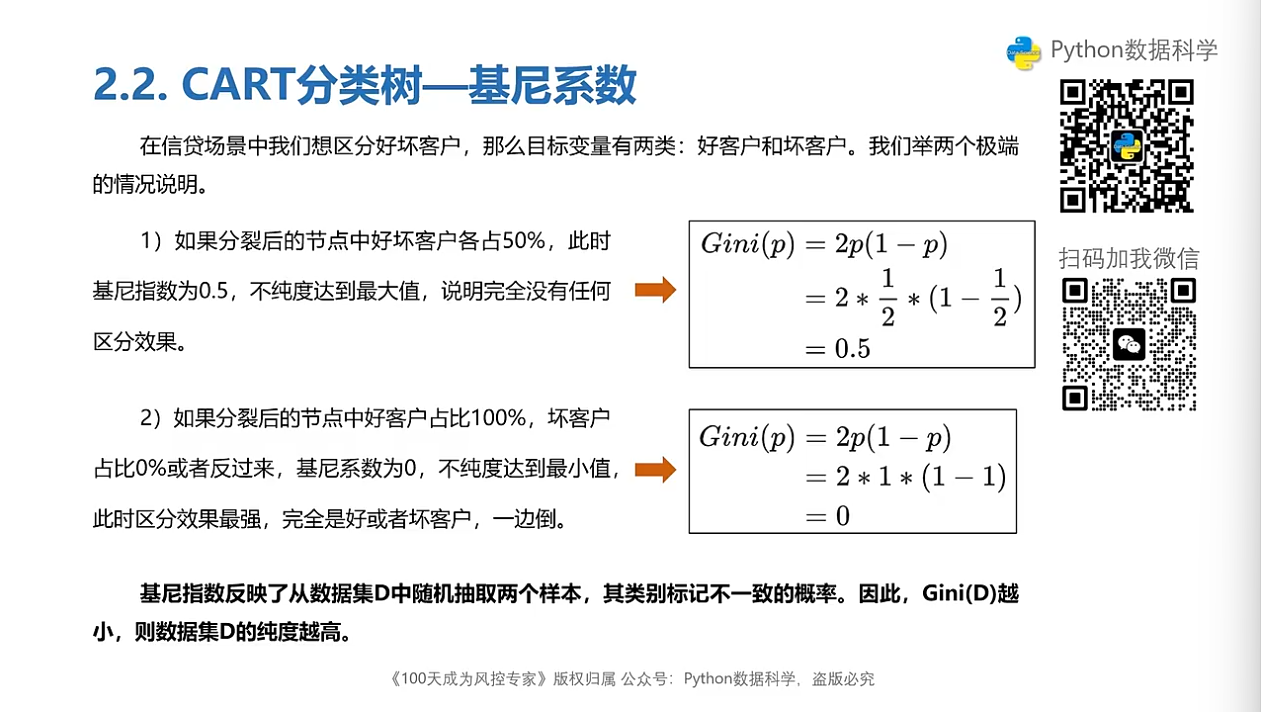 Python数据科学
2.2. CART分类树—基尼系数
在信贷场景中我们想区分好坏客户，那么目标变量有两类：好客户和坏客户。我们举两个极端
的情况说明。
1）如果分裂后的节点中好坏客户各占50%，此时
基尼指数为0.5，不纯度达到最大值，说明完全没有任何
区分效果。
Gini(p) = 2p(1 − p)
= 2 * 1/2 * (1 − 1/2)
= 0.5
扫码加我微信
2）如果分裂后的节点中好客户占比100%，坏客户
占比0%或者反过来，基尼系数为0，不纯度达到最小值，
此时区分效果最强，完全是好或者坏客户，一边倒。
Gini(p) = 2p(1 − p)
= 2 * 1 * (1 − 1)
= 0
基尼指数反映了从数据集D中随机抽取两个样本，其类别标记不一致的概率。因此，Gini(D)越
小，则数据集D的纯度越高。
《100天成为风控专家》版权归属 公众号：Python数据科学，盗版必究